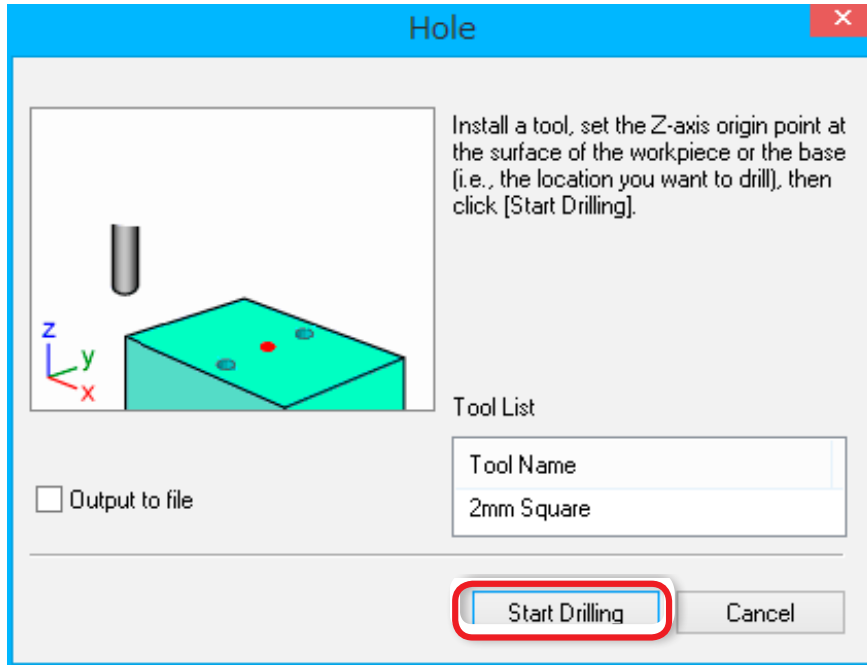 Hole
Install a tool, set the Z-axis origin point at
the surface of the workpiece or the base
(i.e., the location you want to drill), then
click [Start Drilling].
z
y
x
Tool List
Tool Name
2mm Square
Output to file
Start Drilling
Cancel